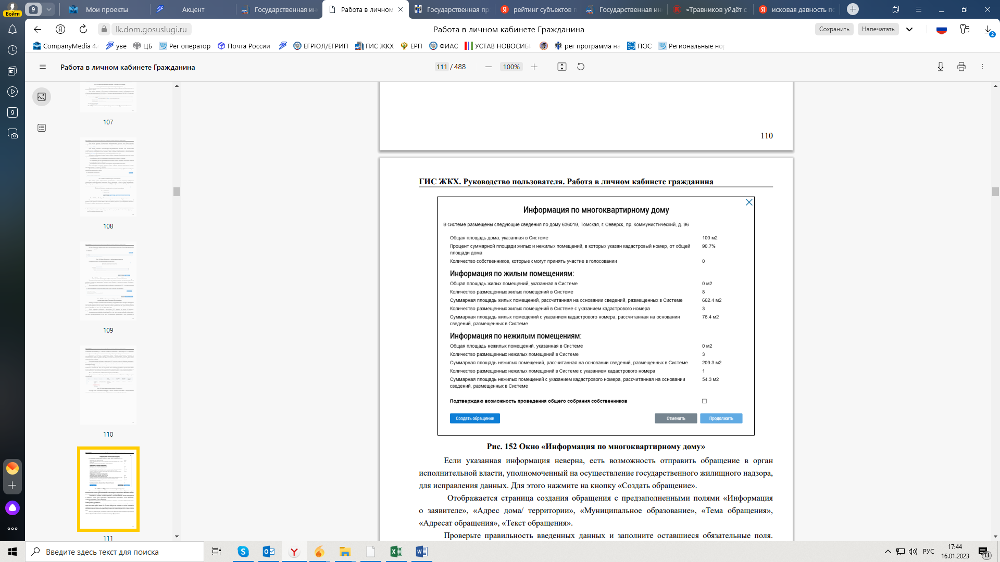 9
Мои проекты
Акцент
Государственная ин
Работа в личном
Государственная пр
рейтинг субъектов
Государственная ин
«Травников уйдёт с
исковая давность по
Войти
lk.dom.gosuslugi.ru
Работа в личном кабинете Гражданина
Сохранить
Напечатать
2
CompanyMedia 4.
уве
ЦБ
Рег оператор
Почта России
ЕГРЮЛ/ЕГРИП
ГИС ЖКХ
ЕРП
ФИАС
УСТАВ НОВОСИБ
рег программа на
ПОС
Региональные нор
Работа в личном кабинете Гражданина
111 / 488
100%
9
107
108
109
110
111
110
ГИС ЖКХ. Руководство пользователя. Работа в личном кабинете гражданина
Информация по многоквартирному дому
В системе размещены следующие сведения по дому 636019, Томская, г. Северск, пр. Коммунистический, д. 96
Общая площадь дома, указанная в Системе 100 м2
Процент суммарной площади жилых и нежилых помещений, в которых указан кадастровый номер, от общей 90.7%
площади дома
Количество собственников, которые смогут принять участие в голосовании 0
Информация по жилым помещениям:
Общая площадь жилых помещений, указанная в Системе 0 м2
Количество размещенных жилых помещений в Системе 8
Суммарная площадь жилых помещений, рассчитанная на основании сведений, размещенных в Системе 662.4 м2
Количество размещенных жилых помещений в Системе с указанием кадастрового номера 3
Суммарная площадь жилых помещений с указанием кадастрового номера, рассчитанная на основании 76.4 м2
сведений, размещенных в Системе
Информация по нежилым помещениям:
Общая площадь нежилых помещений, указанная в Системе 0 м2
Количество размещенных нежилых помещений в Системе 3
Суммарная площадь нежилых помещений, рассчитанная на основании сведений, размещенных в Системе 209.3 м2
Количество размещенных нежилых помещений в Системе с указанием кадастрового номера 1
Суммарная площадь нежилых помещений с указанием кадастрового номера, рассчитанная на основании 54.3 м2
сведений, размещенных в Системе
Подтверждаю возможность проведения общего собрания собственников
Создать обращение
Отменить
Продолжить
Рис. 152 Окно «Информация по многоквартирному дому»
Если указанная информация неверна, есть возможность отправить обращение в орган
исполнительной власти, уполномоченный на осуществление государственного жилищного надзора,
для исправления данных. Для этого нажмите на кнопку «Создать обращение».
Отображается страница создания обращения с предзаполненными полями «Информация
о заявителе», «Адрес дома/ территории», «Муниципальное образование», «Тема обращения»,
«Адресат обращения», «Текст обращения».
Проверьте правильность введенных данных и заполните оставшиеся обязательные поля.
Введите здесь текст для поиска
РУС
17:44
16.01.2023
13